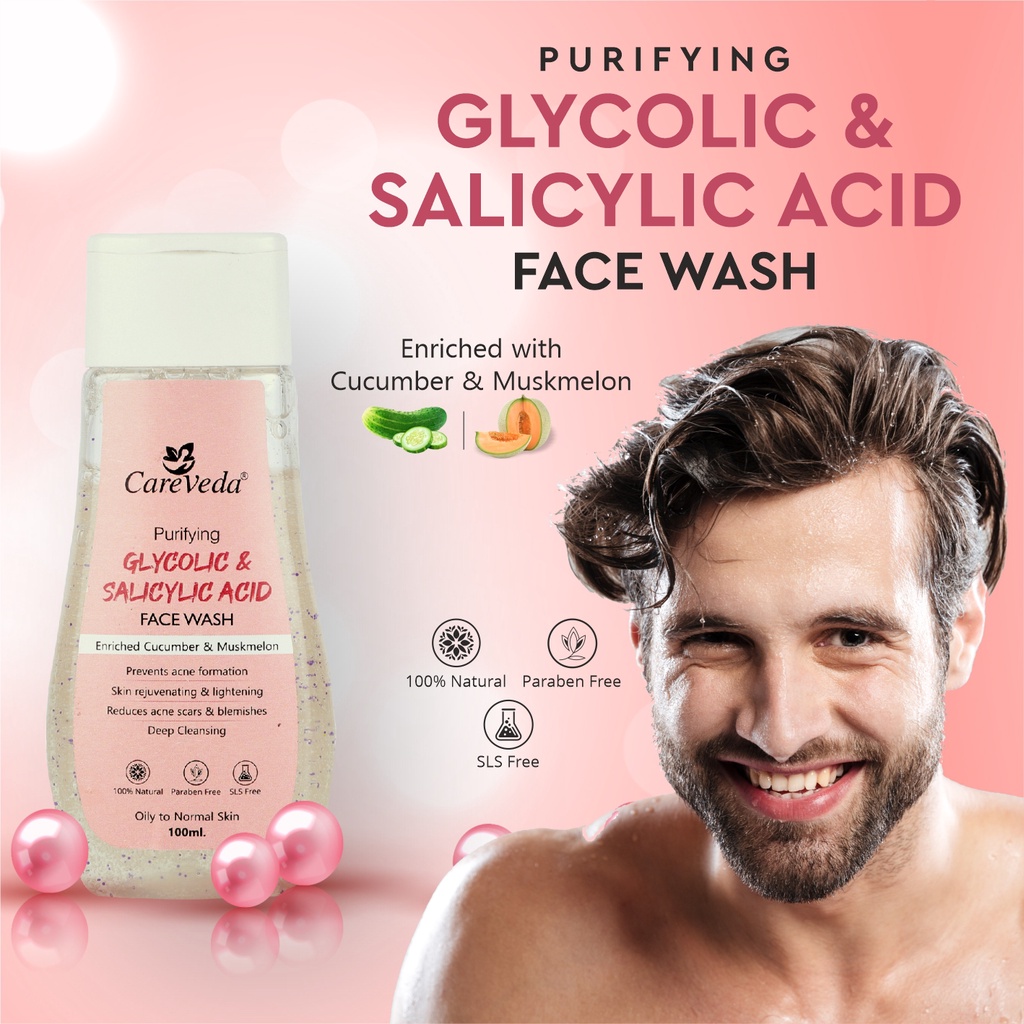 PURIFYING
GLYCOLIC &
SALICYLIC ACID
FACE WASH
Enriched with
Cucumber & Muskmelon
CareVeda®
Purifying
GLYCOLIC &
SALICYLIC ACID
FACE WASH
Enriched Cucumber & Muskmelon
Prevents acne formation
Skin rejuvenating & lightening
Reduces acne scars & blemishes
Deep Cleansing
100% Natural Paraben Free SLS Free
Oily to Normal Skin
100ml.
100% Natural Paraben Free
SLS Free